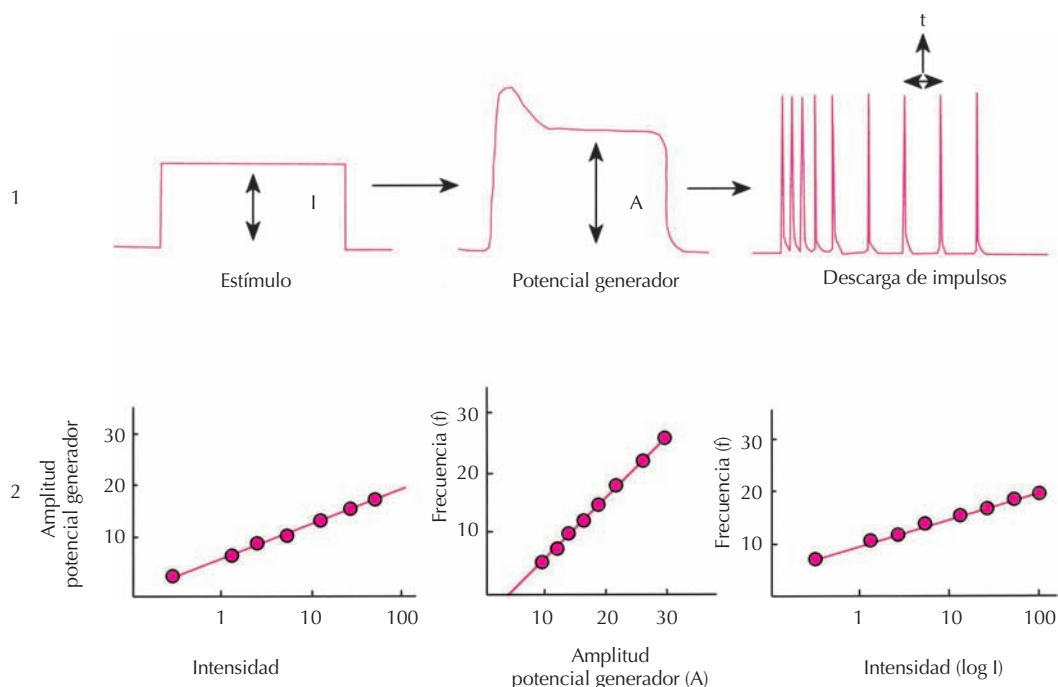 t
1
I
A
Estímulo
Potencial generador
Descarga de impulsos
2
Amplitud
potencial generador
30
20
10
1 10 100
Intensidad
Frecuencia (f)
30
20
10
10 20 30
Amplitud
potencial generador (A)
Frecuencia (f)
30
20
10
1 10 100
Intensidad (log I)